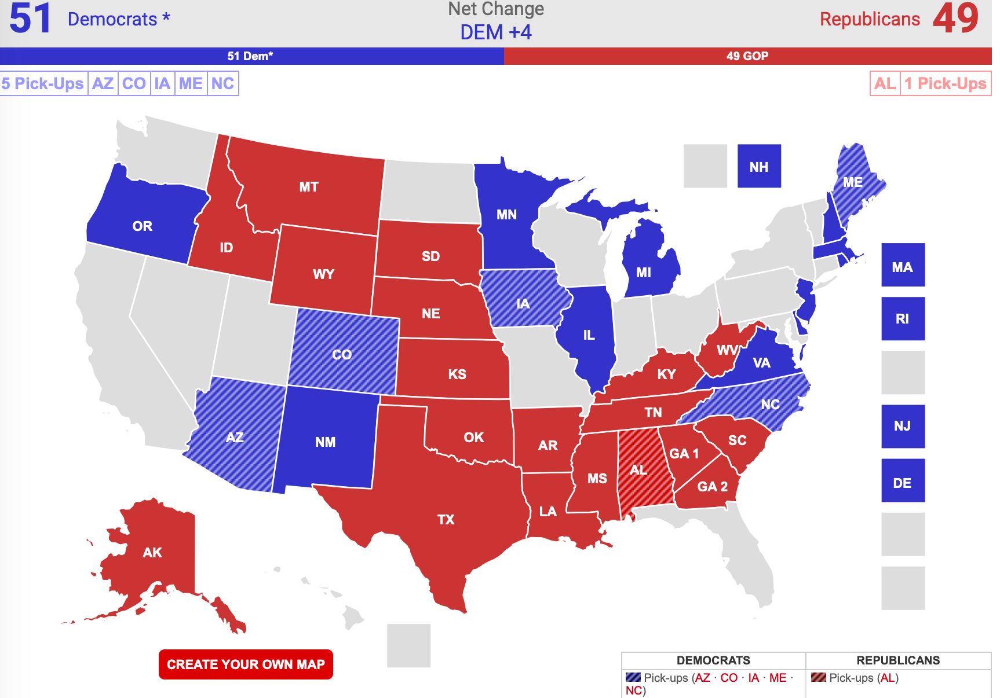 51 Democrats *
Net Change
DEM +4
Republicans 49
51 Dem*
49 GOP
5 Pick-Ups AZ CO IA ME NC
AL 1 Pick-Ups
NH
ME
MT
MN
OR
ID
SD
WY
MI
MA
IA
NE
RI
IL
CO
WV
VA
KS
KY
NC
TN
NJ
AZ
NM
OK
AR
SC
GA 1
AL
MS
GA 2
DE
LA
TX
AK
CREATE YOUR OWN MAP
DEMOCRATS
REPUBLICANS
Pick-ups (AZ · CO · IA · ME ·
NC)
Pick-ups (AL)